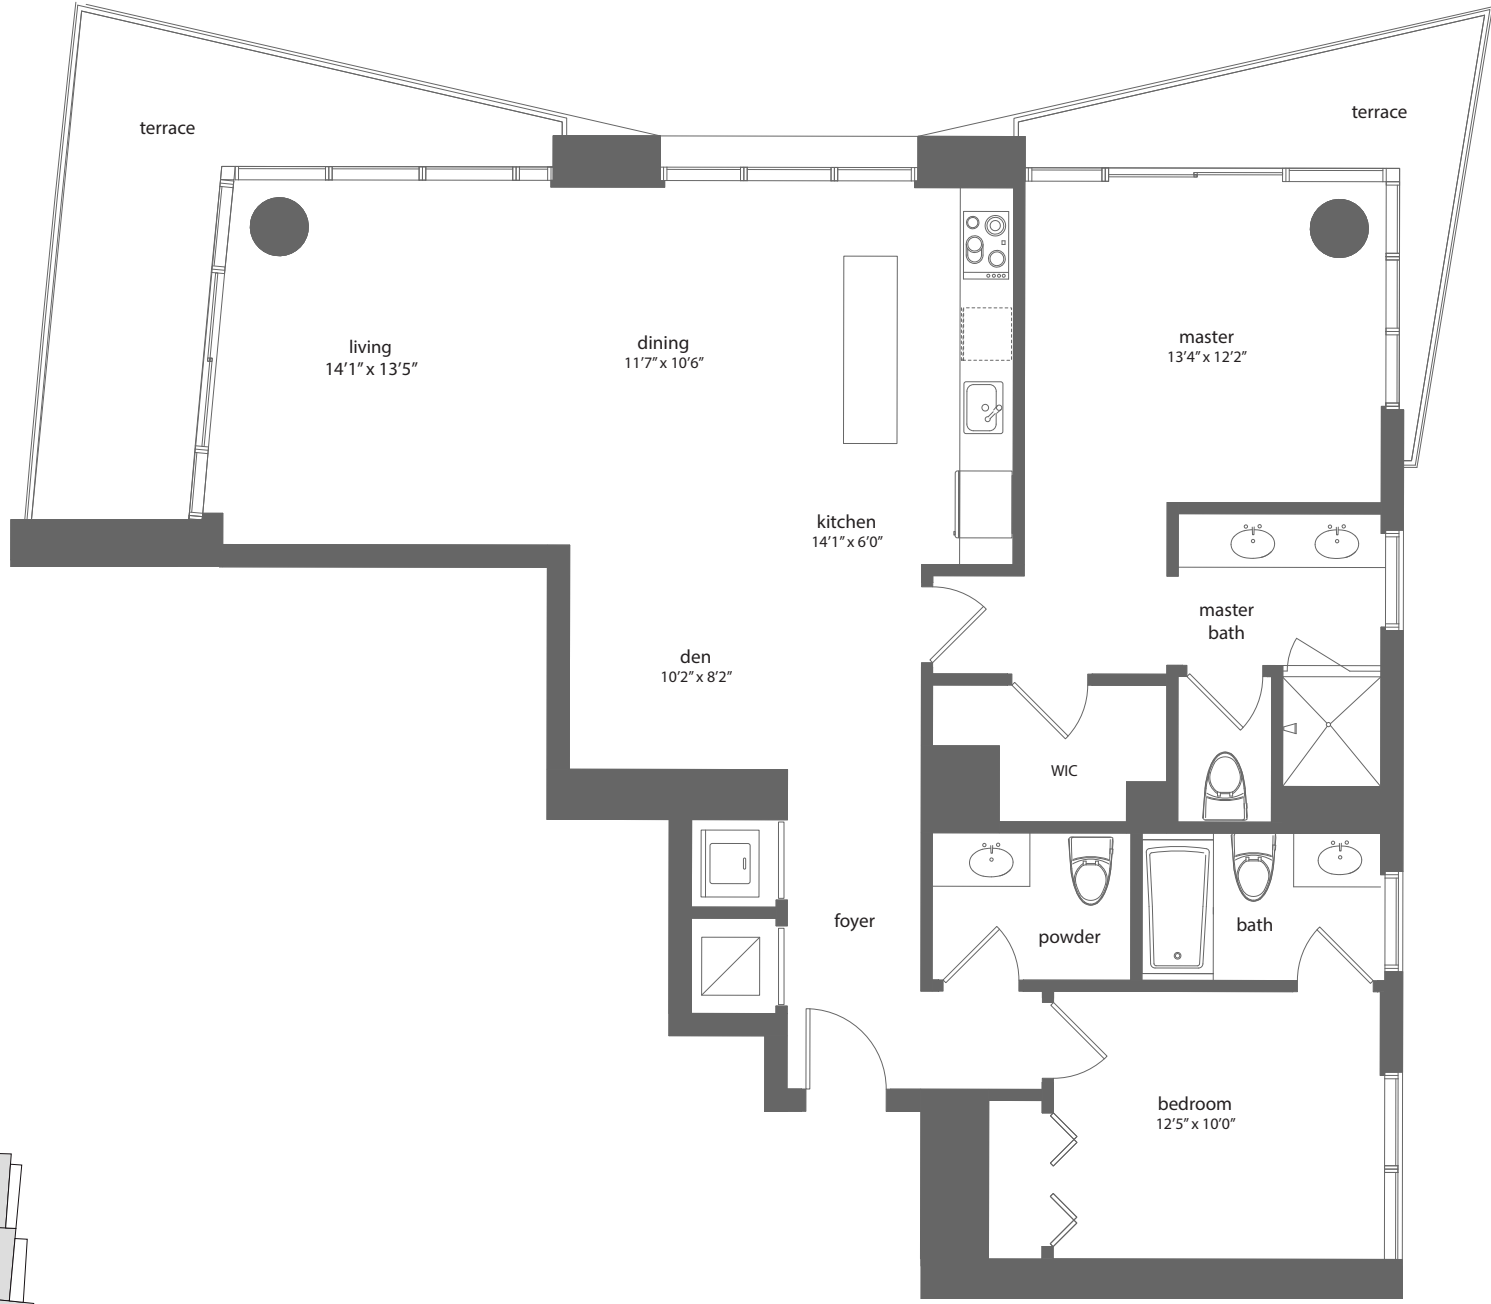 terrace
terrace
living
14’1” x 13’5”
dining
11’7” x 10’6”
master
13’4” x 12’2”
kitchen
14’1” x 6’0”
master
bath
den
10’2” x 8’2”
WIC
foyer
powder
bath
bedroom
12’5” x 10’0”